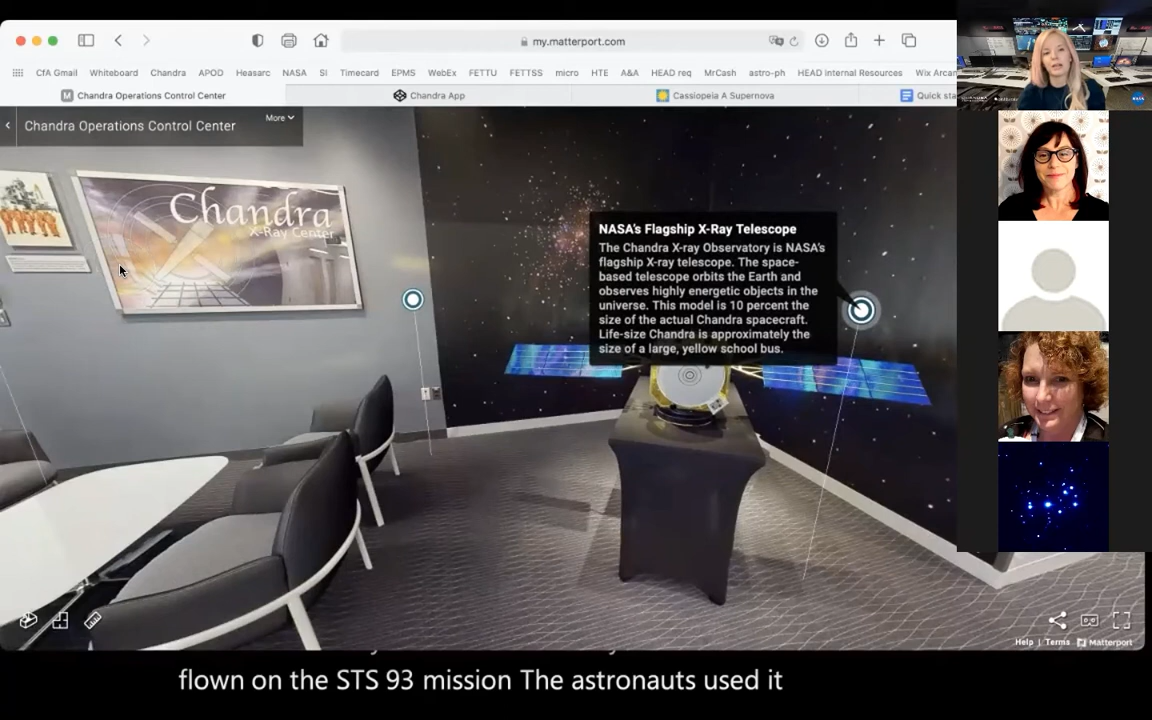 my.matterport.com
CfA Gmail Whiteboard Chandra APOD Heasarc NASA SI Timecard EPMS WebEx FETTU FETTSS micro HTE A&A HEAD req MrCash astro-ph HEAD Internal Resources Wix Arcan
Chandra Operations Control Center Chandra App Cassiopeia A Supernova Quick sta
Chandra Operations Control Center More
Chandra
X-Ray Center
NASA's Flagship X-Ray Telescope
The Chandra X-ray Observatory is NASA's
flagship X-ray telescope. The space-
based telescope orbits the Earth and
observes highly energetic objects in the
universe. This model is 10 percent the
size of the actual Chandra spacecraft.
Life-size Chandra is approximately the
size of a large, yellow school bus.
Help | Terms Matterport
flown on the STS 93 mission The astronauts used it